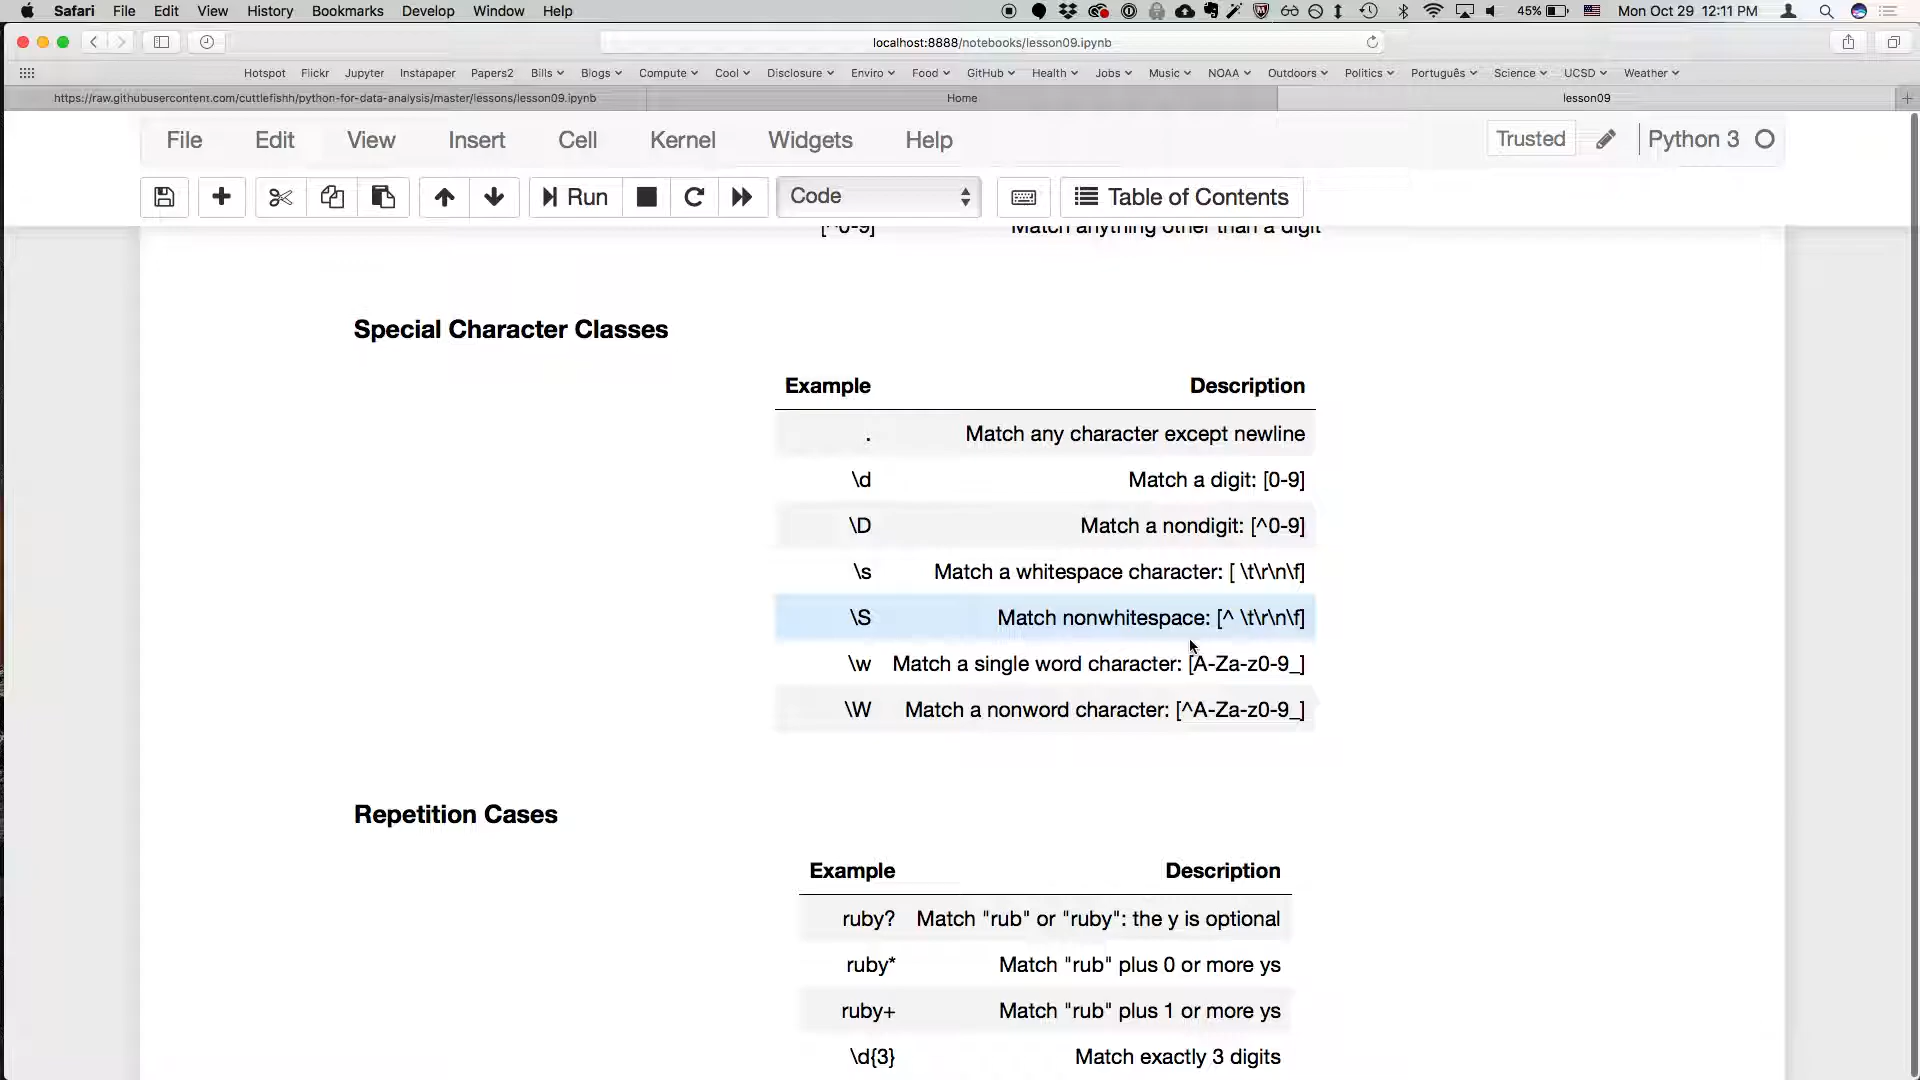 Safari File Edit View History Bookmarks Develop Window Help 45% Mon Oct 29 12:11 PM
localhost:8888/notebooks/lesson09.ipynb
Hotspot Flickr Jupyter Instapaper Papers2 Bills Blogs Compute Cool Disclosure Enviro Food GitHub Health Jobs Music NOAA Outdoors Politics Português Science UCSD Weather
https://raw.githubusercontent.com/cuttlefishh/python-for-data-analysis/master/lessons/lesson09.ipynb Home lesson09
File Edit View Insert Cell Kernel Widgets Help Trusted Python 3
Run Code Table of Contents
[^0-9] Match anything other than a digit
Special Character Classes
Example Description
. Match any character except newline
\d Match a digit: [0-9]
\D Match a nondigit: [^0-9]
\s Match a whitespace character: [ \t\r\n\f]
\S Match nonwhitespace: [^ \t\r\n\f]
\w Match a single word character: [A-Za-z0-9_]
\W Match a nonword character: [^A-Za-z0-9_]
Repetition Cases
Example Description
ruby? Match "rub" or "ruby": the y is optional
ruby* Match "rub" plus 0 or more ys
ruby+ Match "rub" plus 1 or more ys
\d{3} Match exactly 3 digits